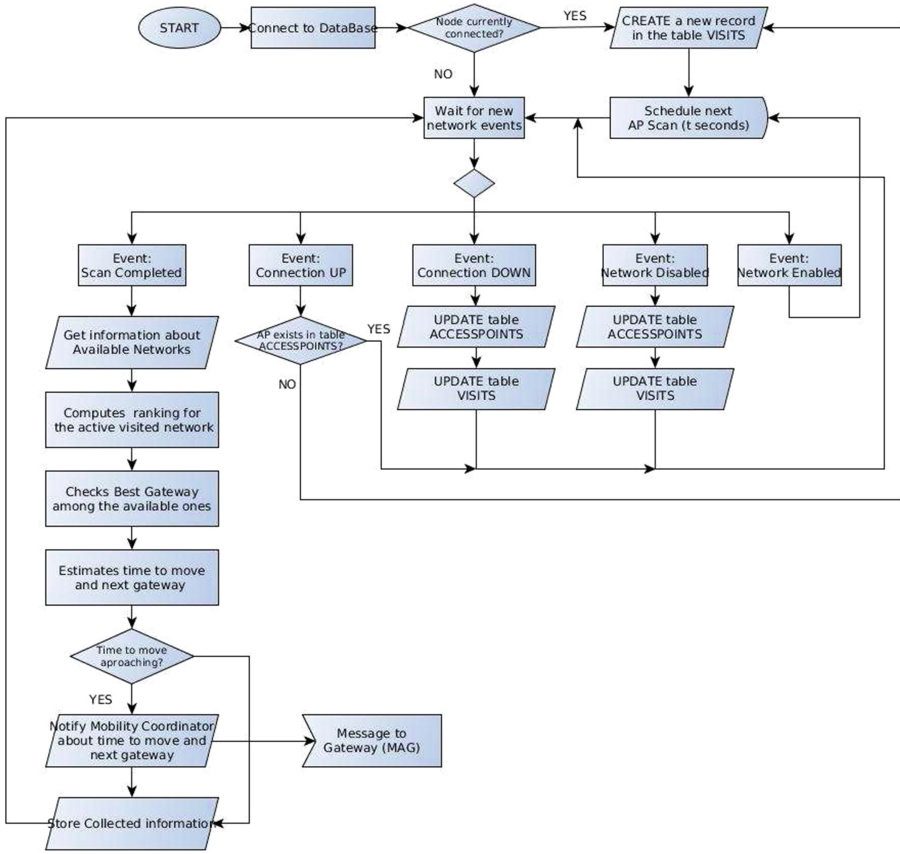 START
Connect to DataBase
Node currently
connected?
YES
CREATE a new record
in the table VISITS
NO
Wait for new
network events
Schedule next
AP Scan (t seconds)
Event:
Scan Completed
Event:
Connection UP
Event:
Connection DOWN
Event:
Network Disabled
Event:
Network Enabled
Get information about
Available Networks
AP exists in table
ACCESSPOINTS?
YES
NO
UPDATE table
ACCESSPOINTS
UPDATE table
ACCESSPOINTS
UPDATE table
VISITS
UPDATE table
VISITS
Computes ranking for
the active visited network
Checks Best Gateway
among the available ones
Estimates time to move
and next gateway
Time to move
aproaching?
YES
Notify Mobility Coordinator
about time to move and
next gateway
Message to
Gateway (MAG)
Store Collected information